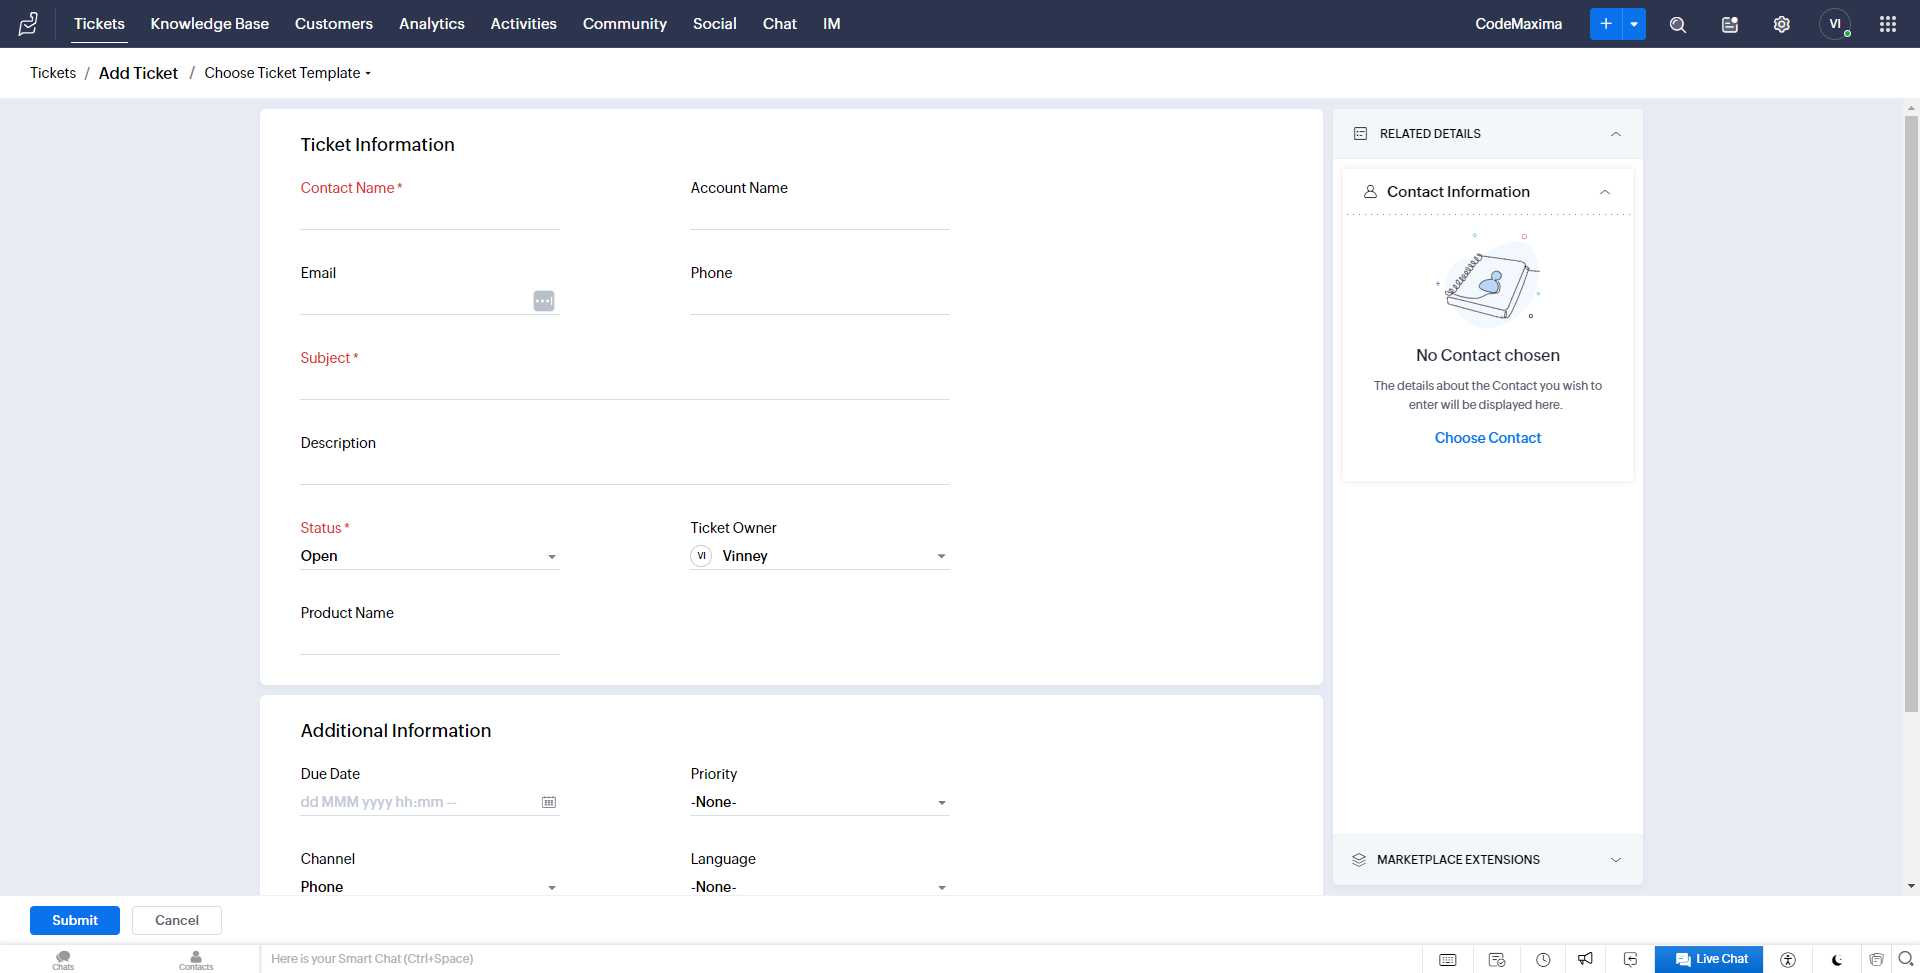 Tickets Knowledge Base Customers Analytics Activities Community Social Chat IM CodeMaxima VI
Tickets / Add Ticket / Choose Ticket Template
Ticket Information
Contact Name *
Account Name
Email
Phone
Subject *
Description
Status *
Open
Ticket Owner
VI Vinney
Product Name
Additional Information
Due Date
dd MMM yyyy hh:mm --
Priority
-None-
Channel
Phone
Language
-None-
RELATED DETAILS
Contact Information
No Contact chosen
The details about the Contact you wish to
enter will be displayed here.
Choose Contact
MARKETPLACE EXTENSIONS
Submit Cancel
Chats Contacts Here is your Smart Chat (Ctrl+Space) Live Chat